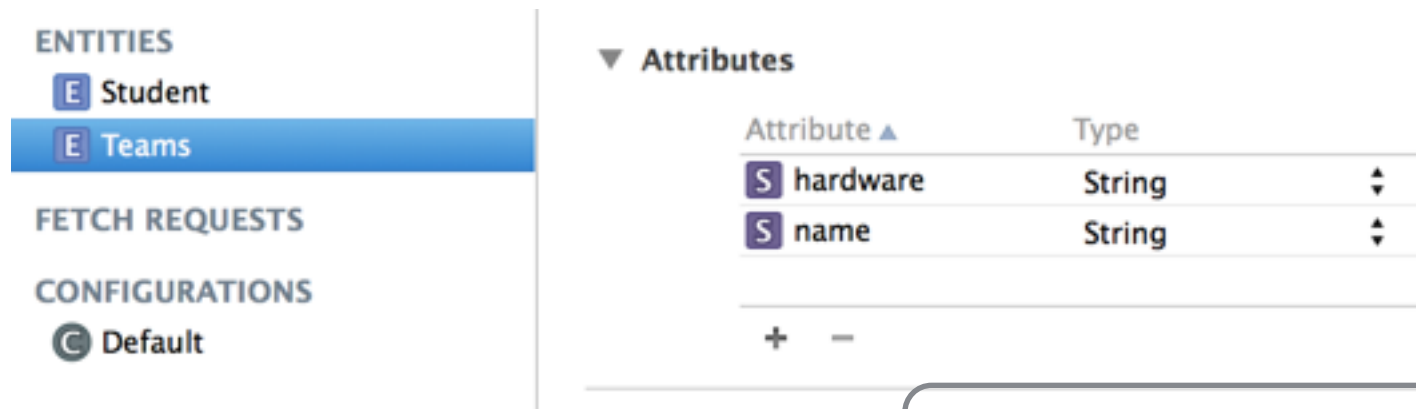 ENTITIES
E Student
E Teams
FETCH REQUESTS
CONFIGURATIONS
C Default
Attributes
Attribute Type
S hardware String
S name String